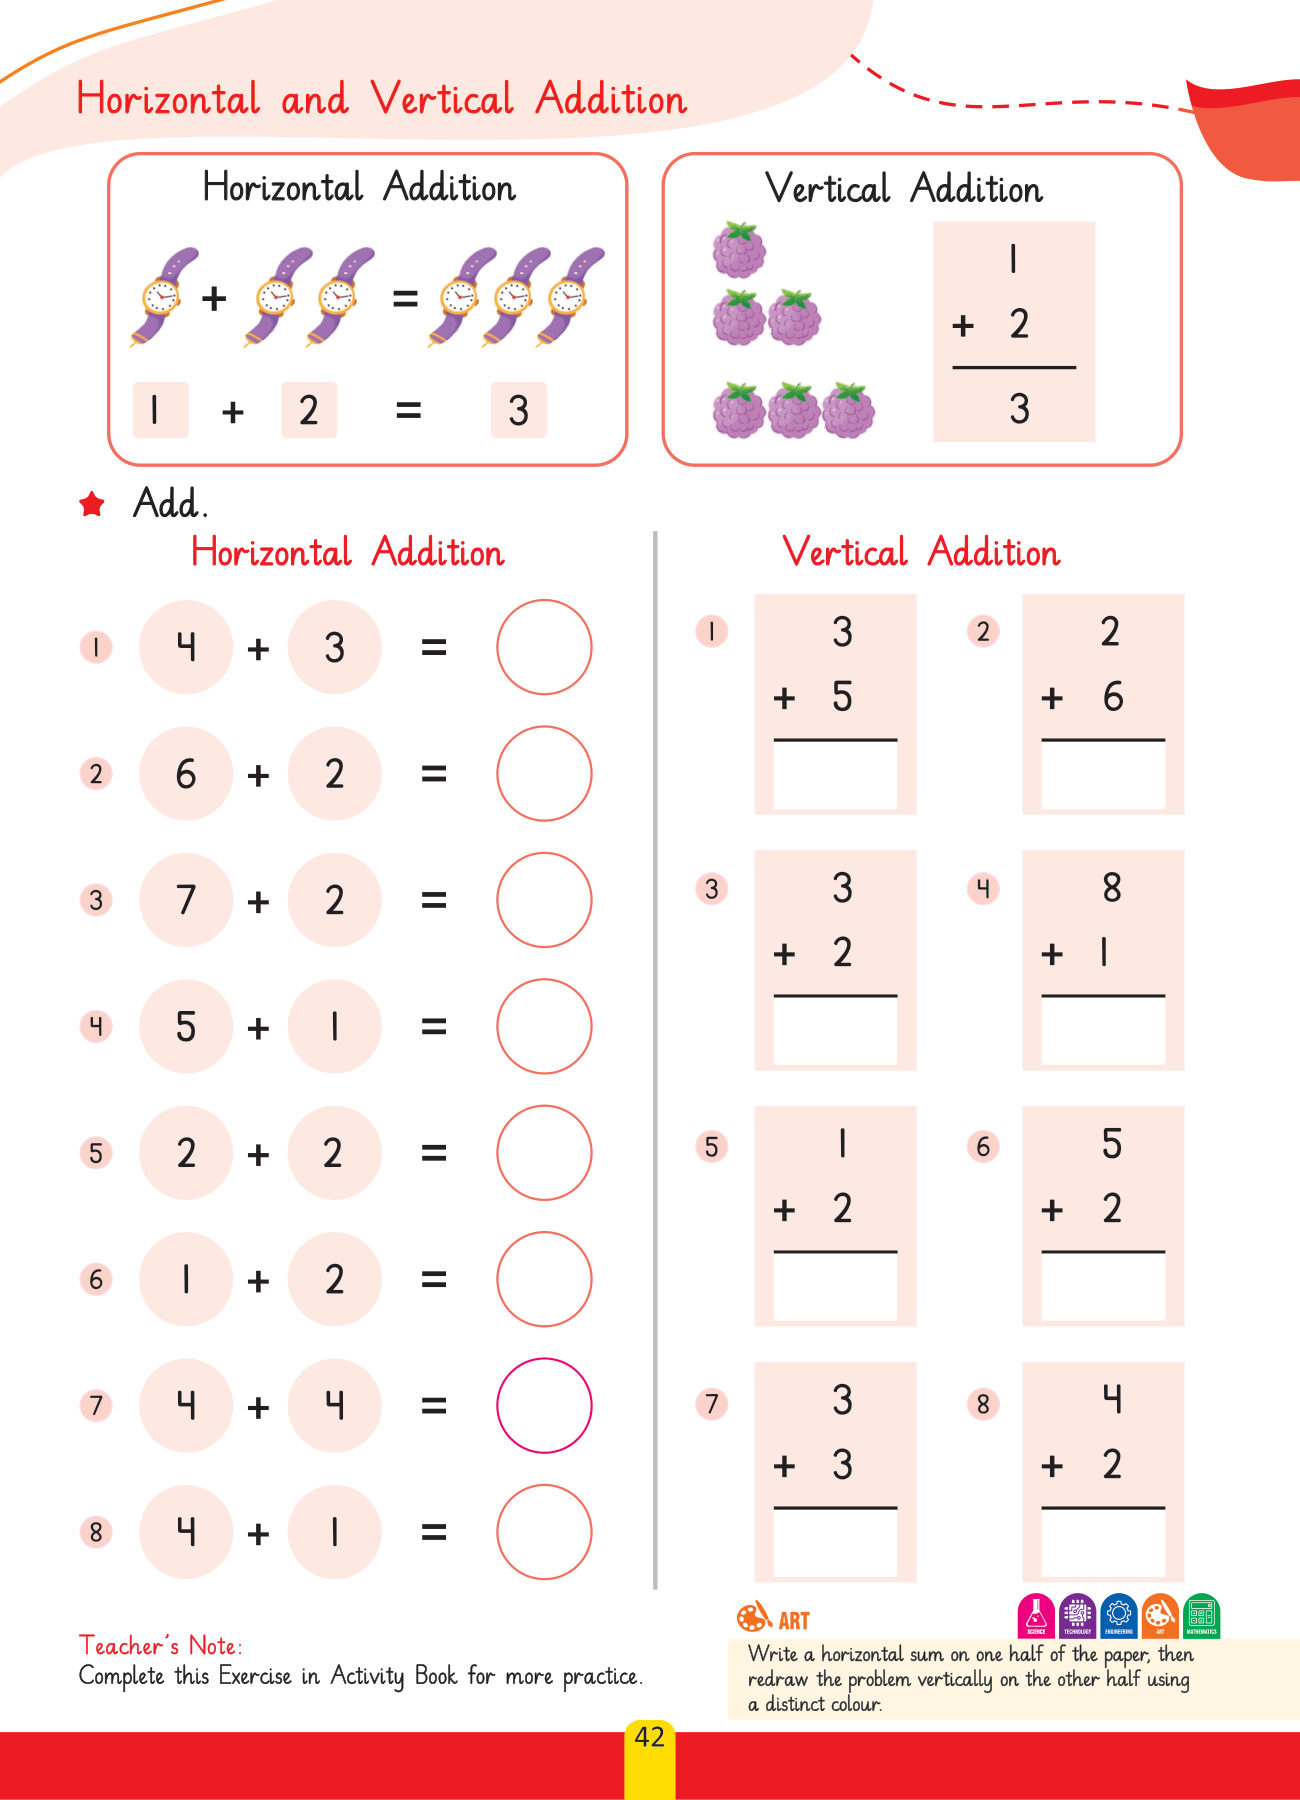 Horizontal and Vertical Addition
Horizontal Addition
+ =
1 + 2 = 3
Vertical Addition
1
+ 2
3
Add.
Horizontal Addition
1 4 + 3 =
2 6 + 2 =
3 7 + 2 =
4 5 + 1 =
5 2 + 2 =
6 1 + 2 =
7 4 + 4 =
8 4 + 1 =
Vertical Addition
1 3
+ 5
2 2
+ 6
3 3
+ 2
4 8
+ 1
5 1
+ 2
6 5
+ 2
7 3
+ 3
8 4
+ 2
Teacher's Note:
Complete this Exercise in Activity Book for more practice.
ART
SCIENCE TECHNOLOGY ENGINEERING ART MATHEMATICS
Write a horizontal sum on one half of the paper, then
redraw the problem vertically on the other half using
a distinct colour.
42